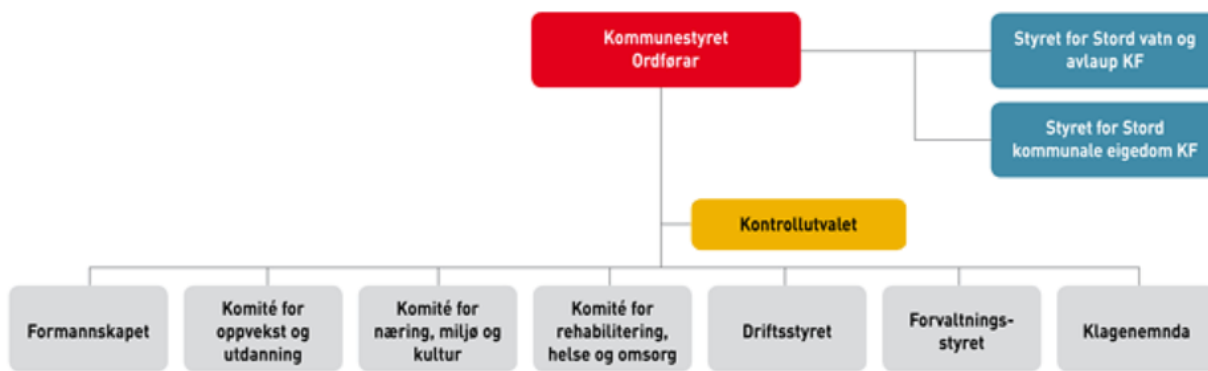 Kommunestyret
Ordførar
Styret for Stord vatn og
avlaup KF
Styret for Stord
kommunale eigedom KF
Kontrollutvalet
Formannskapet
Komité for
oppvekst og
utdanning
Komité for
næring, miljø og
kultur
Komité for
rehabilitering,
helse og omsorg
Driftsstyret
Forvaltnings-
styret
Klagenemnda